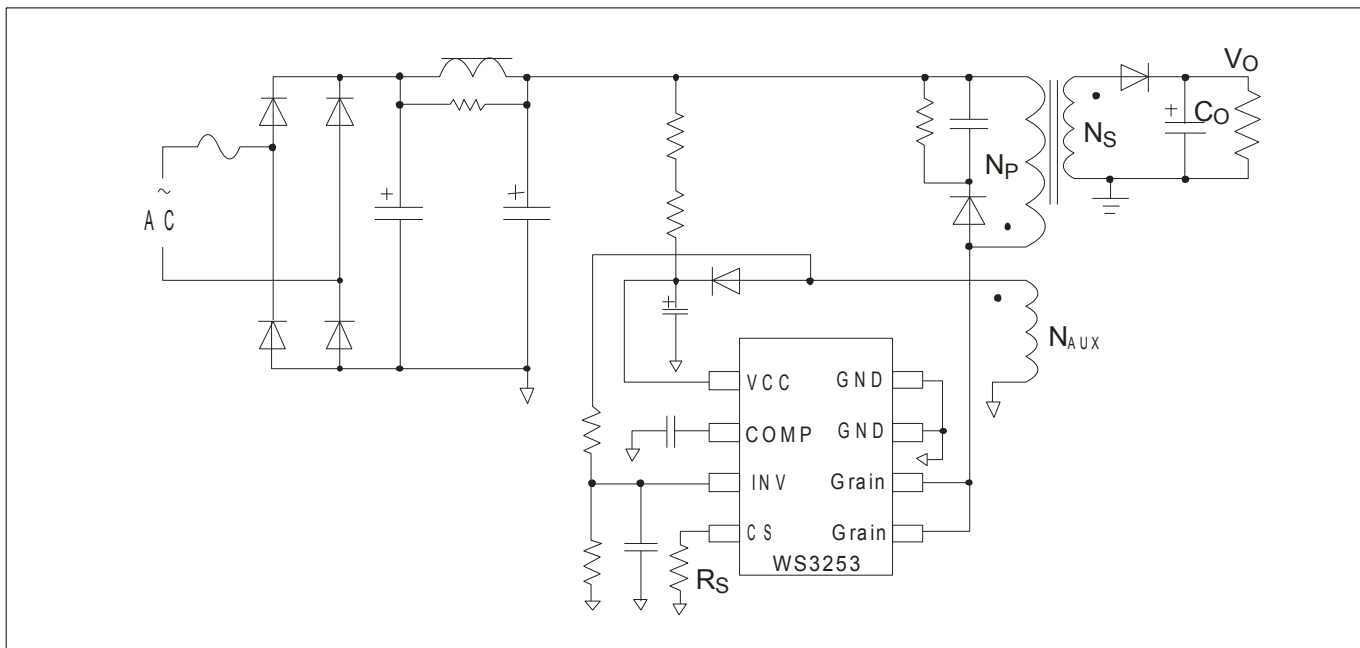 VO
CO
NS
NP
~
AC
NAUX
VCC
GND
COMP
GND
INV
Grain
CS
Grain
RS
WS3253
+
+
+
+